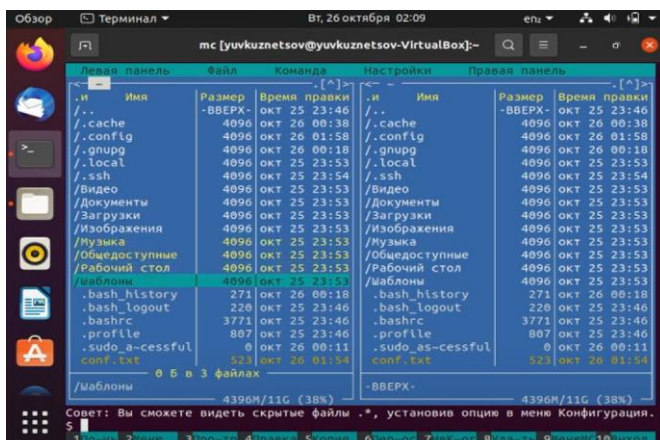 Обзор Терминал Вт, 26 октября 02:09 en₂
mc [yuvkuznetsov@yuvkuznetsov-VirtualBox]:~
Левая панель Файл Команда Настройки Правая панель
<- ~ .[^]> <- ~ .[^]>
.и Имя Размер Время правки .и Имя Размер Время правки
/.. -ВВЕРХ- окт 25 23:46 /.. -ВВЕРХ- окт 25 23:46
/.cache 4096 окт 26 00:38 /.cache 4096 окт 26 00:38
/.config 4096 окт 26 01:58 /.config 4096 окт 26 01:58
/.gnupg 4096 окт 26 00:18 /.gnupg 4096 окт 26 00:18
/.local 4096 окт 25 23:53 /.local 4096 окт 25 23:53
/.ssh 4096 окт 25 23:54 /.ssh 4096 окт 25 23:54
/Видео 4096 окт 25 23:53 /Видео 4096 окт 25 23:53
/Документы 4096 окт 25 23:53 /Документы 4096 окт 25 23:53
/Загрузки 4096 окт 25 23:53 /Загрузки 4096 окт 25 23:53
/Изображения 4096 окт 25 23:53 /Изображения 4096 окт 25 23:53
/Музыка 4096 окт 25 23:53 /Музыка 4096 окт 25 23:53
/Общедоступные 4096 окт 25 23:53 /Общедоступные 4096 окт 25 23:53
/Рабочий стол 4096 окт 25 23:53 /Рабочий стол 4096 окт 25 23:53
/Шаблоны 4096 окт 25 23:53 /Шаблоны 4096 окт 25 23:53
.bash_history 271 окт 26 00:18 .bash_history 271 окт 26 00:18
.bash_logout 220 окт 25 23:46 .bash_logout 220 окт 25 23:46
.bashrc 3771 окт 25 23:46 .bashrc 3771 окт 25 23:46
.profile 807 окт 25 23:46 .profile 807 окт 25 23:46
.sudo_a~cessful 0 окт 26 00:11 .sudo_as~cessful 0 окт 26 00:11
conf.txt 523 окт 26 01:54 conf.txt 523 окт 26 01:54
0 Б в 3 файлах
/Шаблоны -ВВЕРХ-
4396M/11G (38%) 4396M/11G (38%)
Совет: Вы сможете видеть скрытые файлы .*, установив опцию в меню Конфигурация.
$